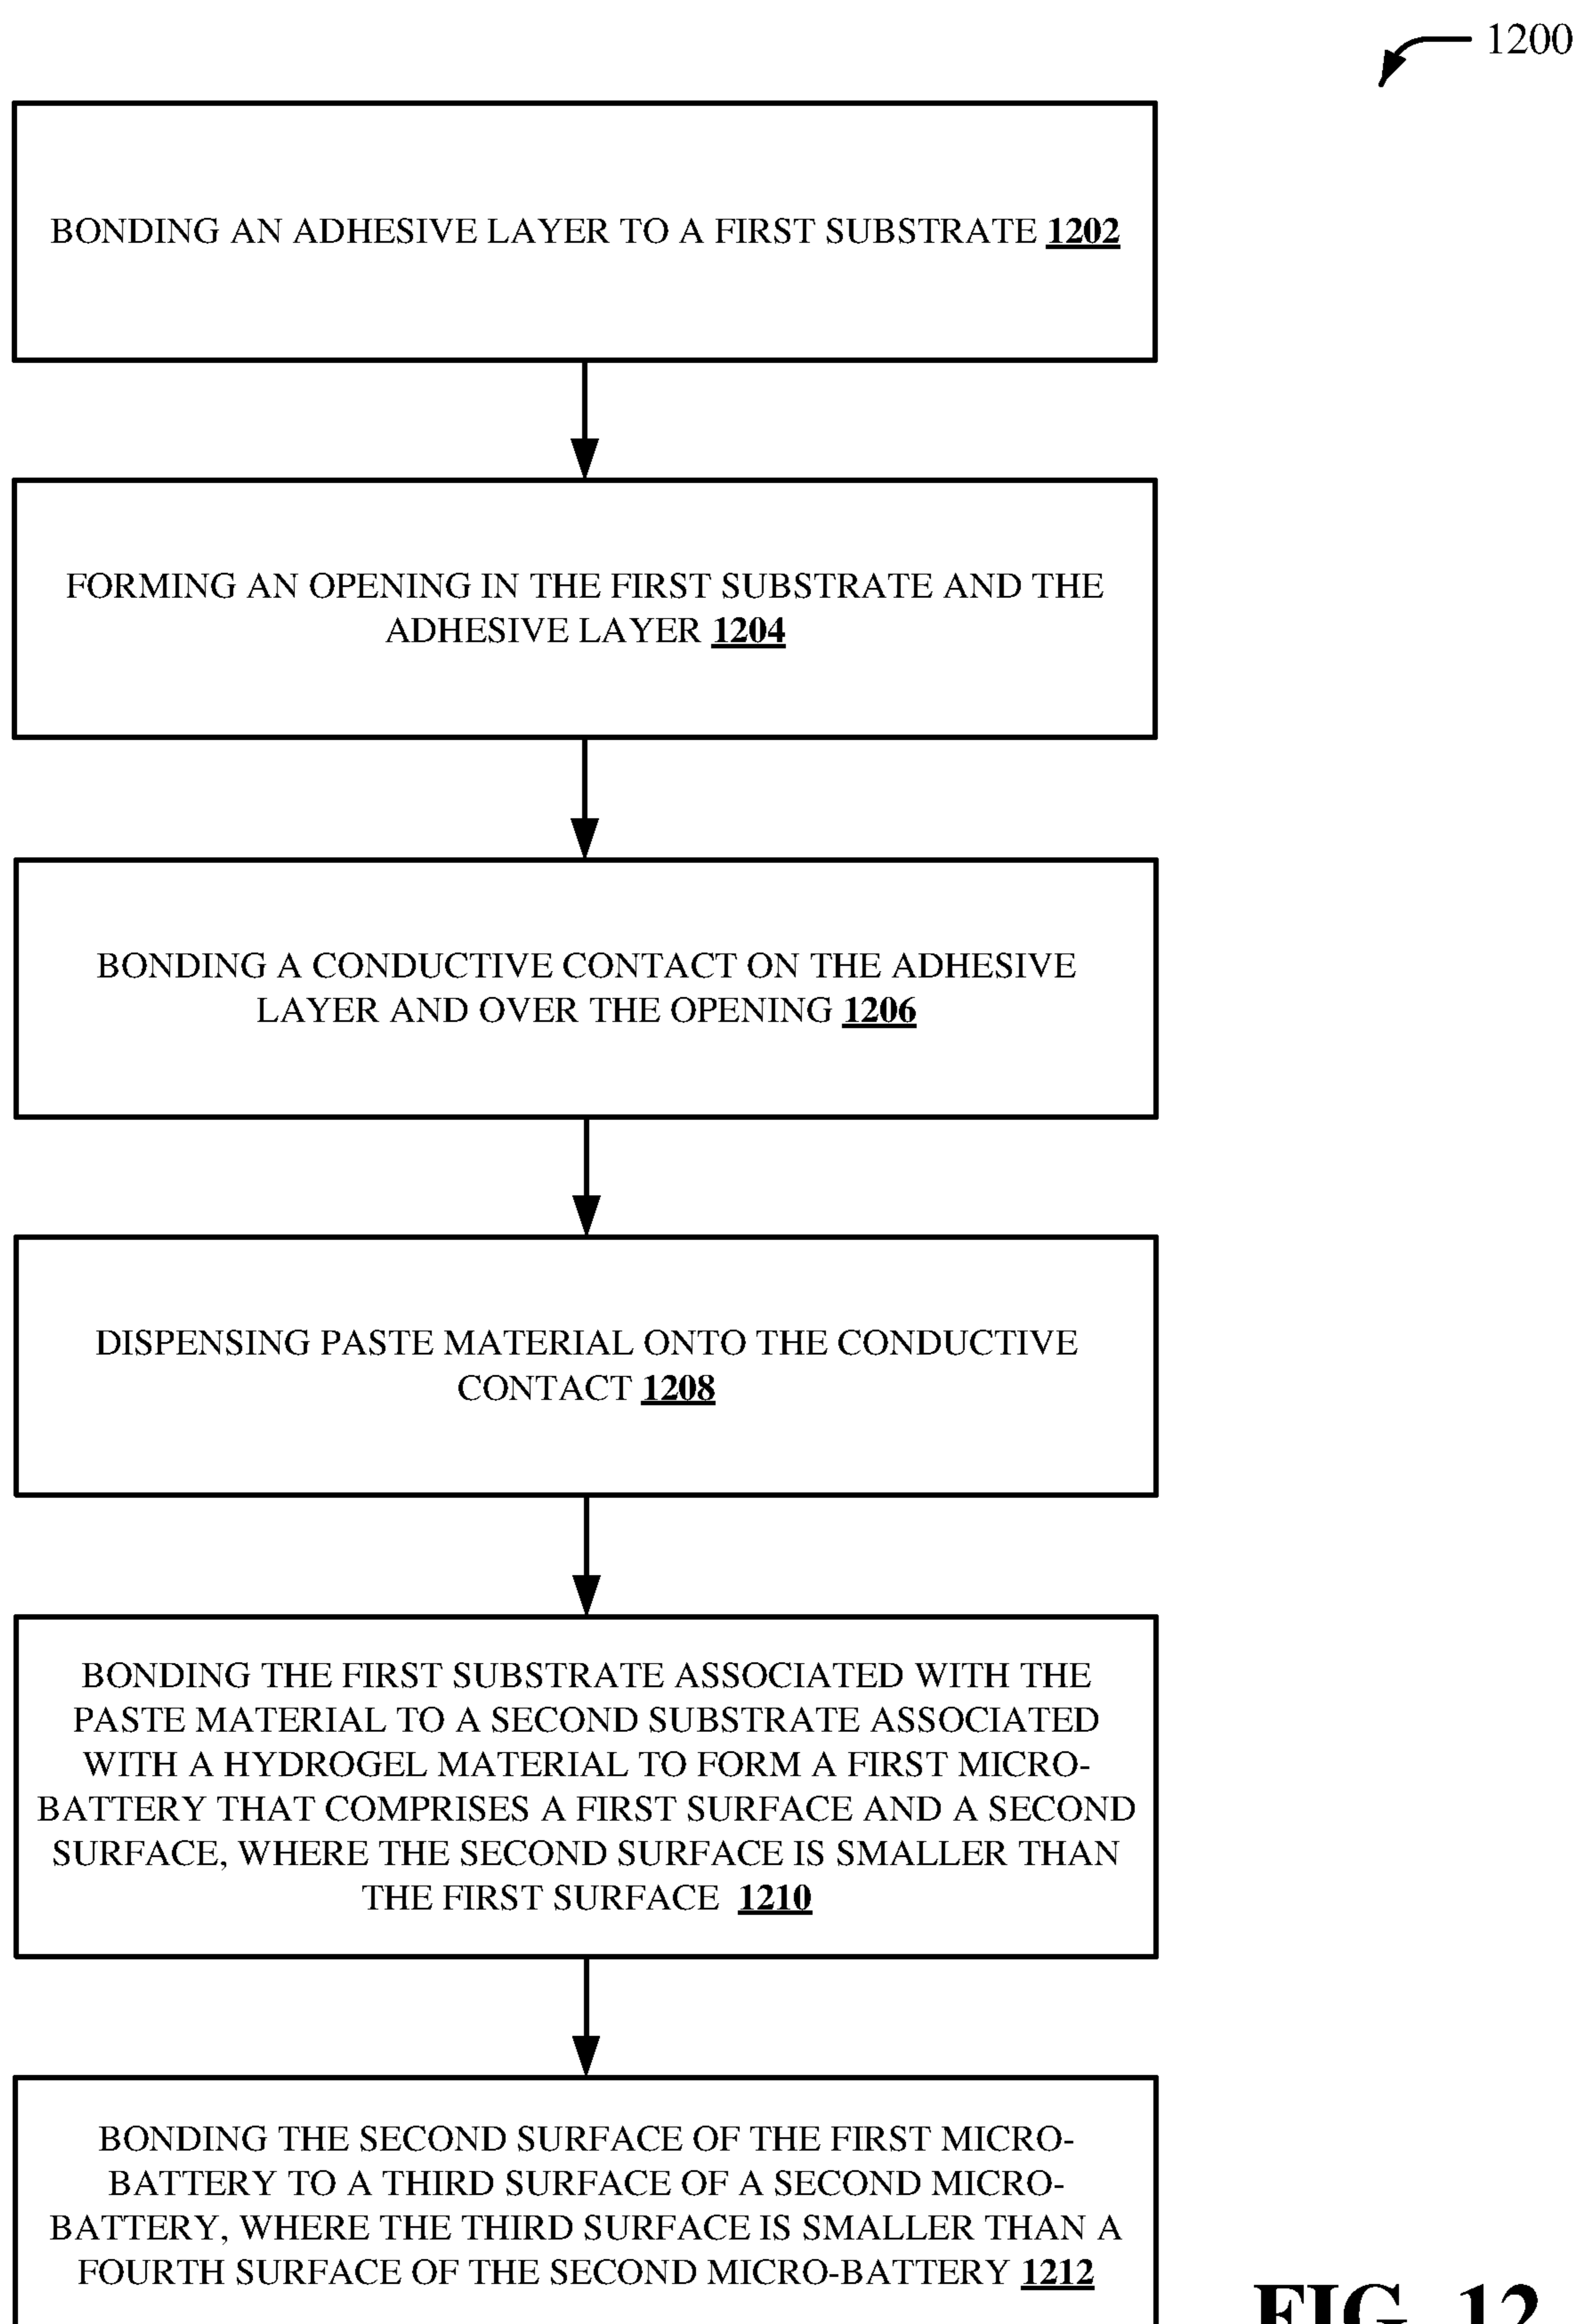 1200
BONDING AN ADHESIVE LAYER TO A FIRST SUBSTRATE 1202
FORMING AN OPENING IN THE FIRST SUBSTRATE AND THE
ADHESIVE LAYER 1204
BONDING A CONDUCTIVE CONTACT ON THE ADHESIVE
LAYER AND OVER THE OPENING 1206
DISPENSING PASTE MATERIAL ONTO THE CONDUCTIVE
CONTACT 1208
BONDING THE FIRST SUBSTRATE ASSOCIATED WITH THE
PASTE MATERIAL TO A SECOND SUBSTRATE ASSOCIATED
WITH A HYDROGEL MATERIAL TO FORM A FIRST MICRO-
BATTERY THAT COMPRISES A FIRST SURFACE AND A SECOND
SURFACE, WHERE THE SECOND SURFACE IS SMALLER THAN
THE FIRST SURFACE 1210
BONDING THE SECOND SURFACE OF THE FIRST MICRO-
BATTERY TO A THIRD SURFACE OF A SECOND MICRO-
BATTERY, WHERE THE THIRD SURFACE IS SMALLER THAN A
FOURTH SURFACE OF THE SECOND MICRO-BATTERY 1212
FIG. 12